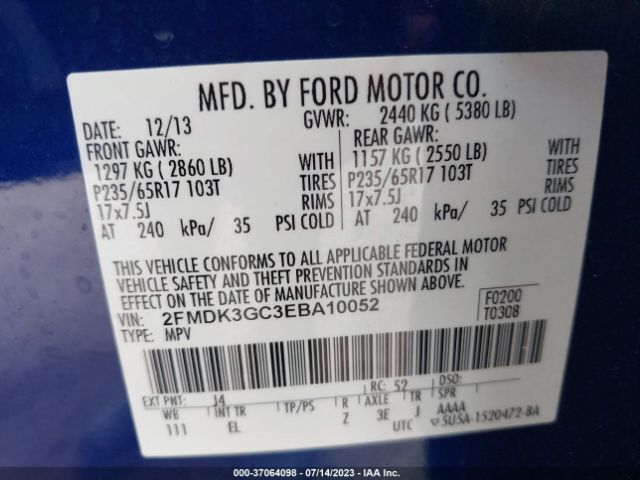 MFD. BY FORD MOTOR CO.
DATE: 12/13 GVWR: 2440 KG ( 5380 LB)
FRONT GAWR: REAR GAWR:
1297 KG ( 2860 LB) WITH 1157 KG ( 2550 LB) WITH
P235/65R17 103T TIRES P235/65R17 103T TIRES
17x7.5J RIMS 17x7.5J RIMS
AT 240 kPa/ 35 PSI COLD AT 240 kPa/ 35 PSI COLD
THIS VEHICLE CONFORMS TO ALL APPLICABLE FEDERAL MOTOR
VEHICLE SAFETY AND THEFT PREVENTION STANDARDS IN
EFFECT ON THE DATE OF MANUFACTURE SHOWN ABOVE.
VIN: 2FMDK3GC3EBA10052 F0200
TYPE: MPV T0308
EXT PNT: J4 RC: 52 DSO:
WB INT TR TP/PS R AXLE TR SPR
111 EL Z 3E J AAAA
UTC 5U5A-1520472-BA
000-37064098 - 07/14/2023 - IAA Inc.